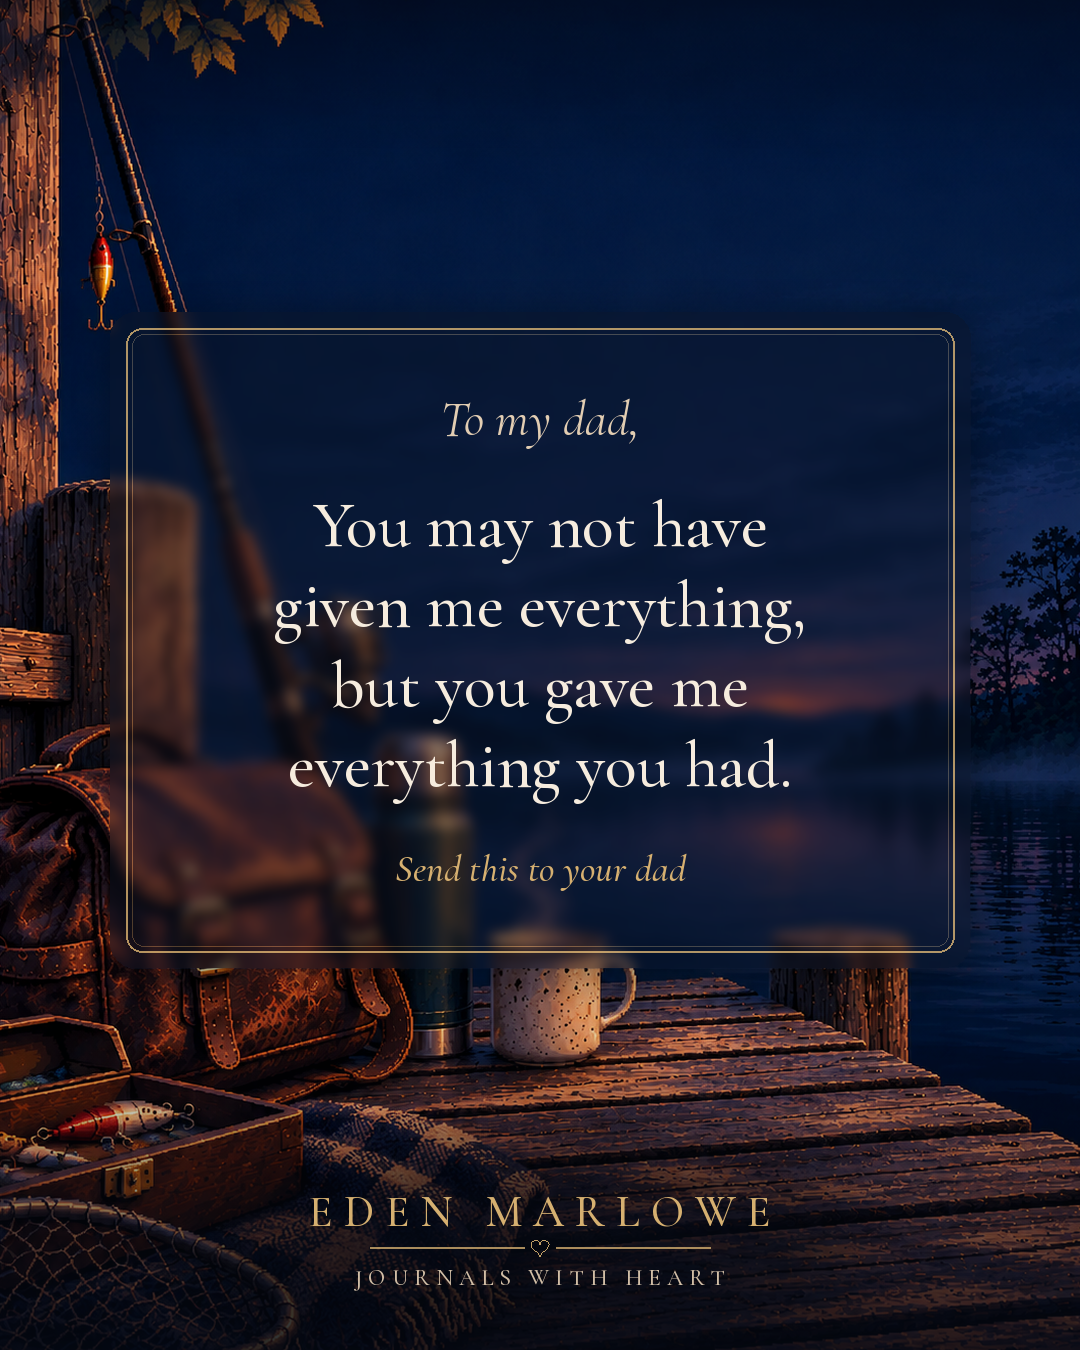 To my dad,
You may not have
given me everything,
but you gave me
everything you had.
Send this to your dad
EDEN MARLOWE
JOURNALS WITH HEART